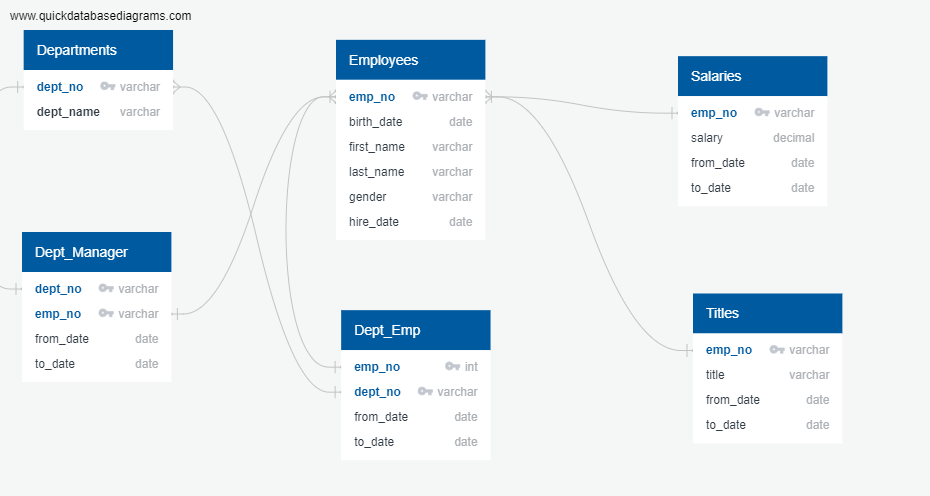 www.quickdatabasediagrams.com
Departments
dept_no varchar
dept_name varchar
Employees
emp_no varchar
birth_date date
first_name varchar
last_name varchar
gender varchar
hire_date date
Salaries
emp_no varchar
salary decimal
from_date date
to_date date
Dept_Manager
dept_no varchar
emp_no varchar
from_date date
to_date date
Dept_Emp
emp_no int
dept_no varchar
from_date date
to_date date
Titles
emp_no varchar
title varchar
from_date date
to_date date